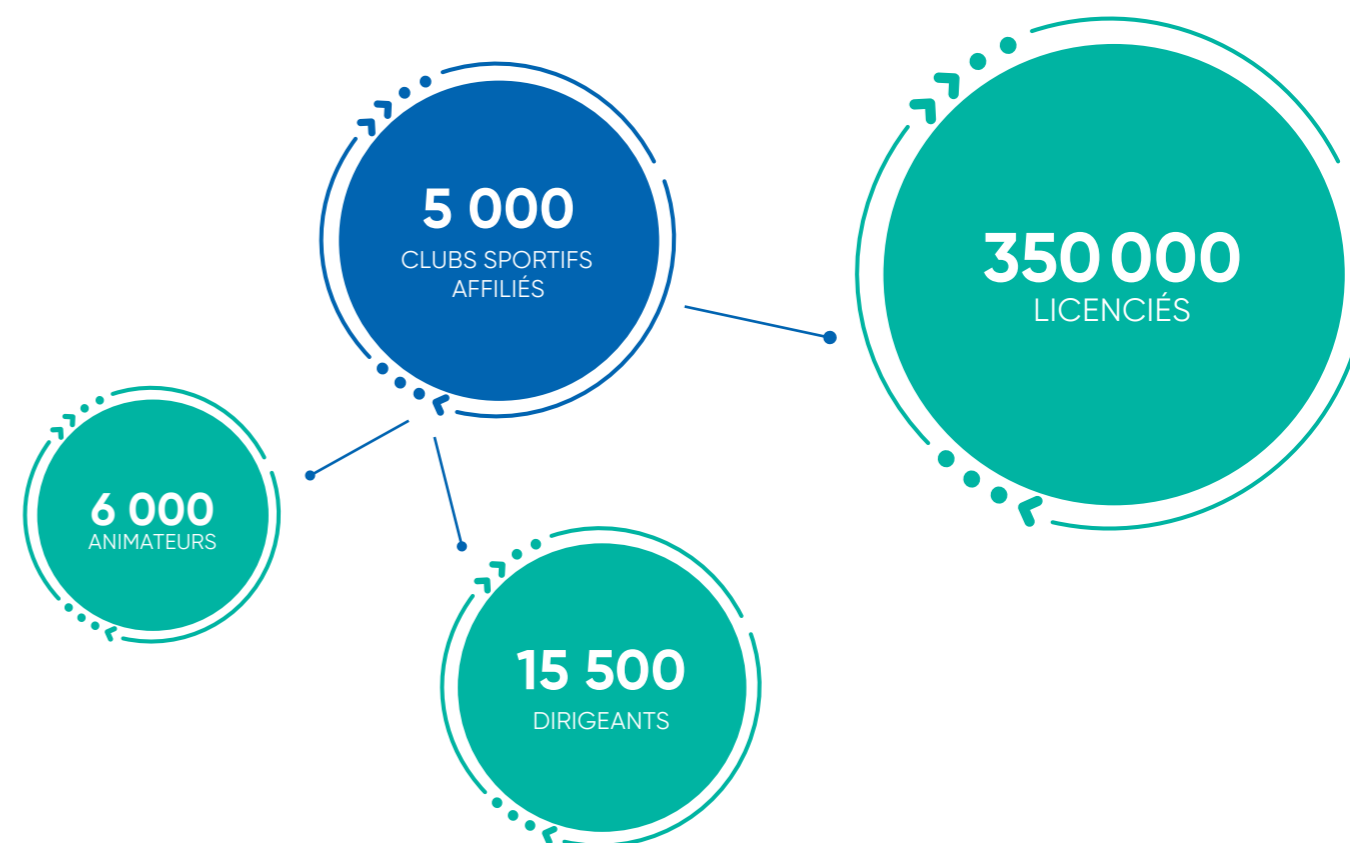 5 000
CLUBS SPORTIFS
AFFILIÉS
350 000
LICENCIÉS
6 000
ANIMATEURS
15 500
DIRIGEANTS